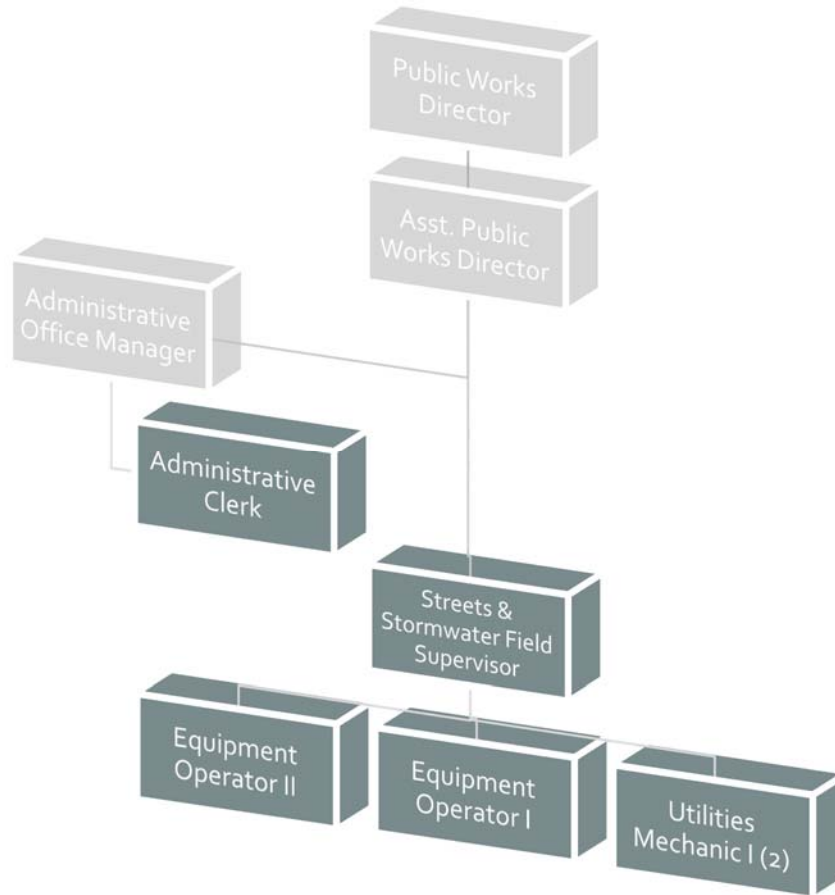 Public Works
Director
Asst. Public
Works Director
Administrative
Office Manager
Administrative
Clerk
Streets &
Stormwater Field
Supervisor
Equipment
Operator II
Equipment
Operator I
Utilities
Mechanic I (2)